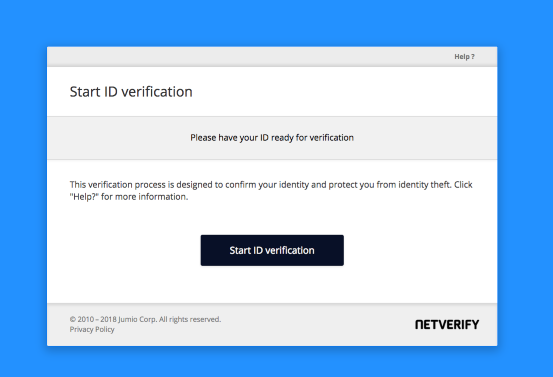 Help ?
Start ID verification
Please have your ID ready for verification
This verification process is designed to confirm your identity and protect you from identity theft. Click
"Help?" for more information.
Start ID verification
© 2010 – 2018 Jumio Corp. All rights reserved.
Privacy Policy
NETVERIFY